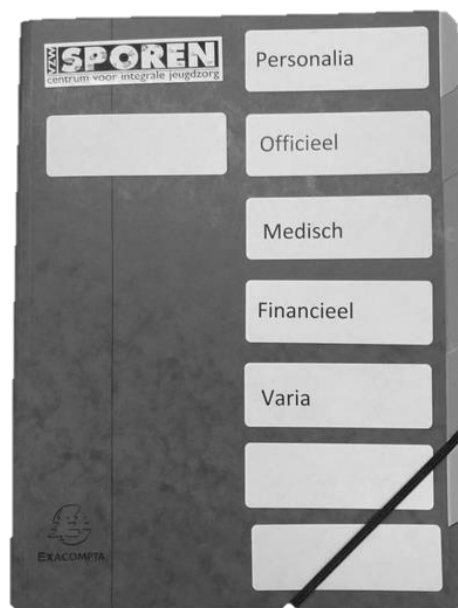 vzw SPOREN
centrum voor integrale jeugdzorg
Personalia
Officieel
Medisch
Financieel
Varia
EXACOMPTA